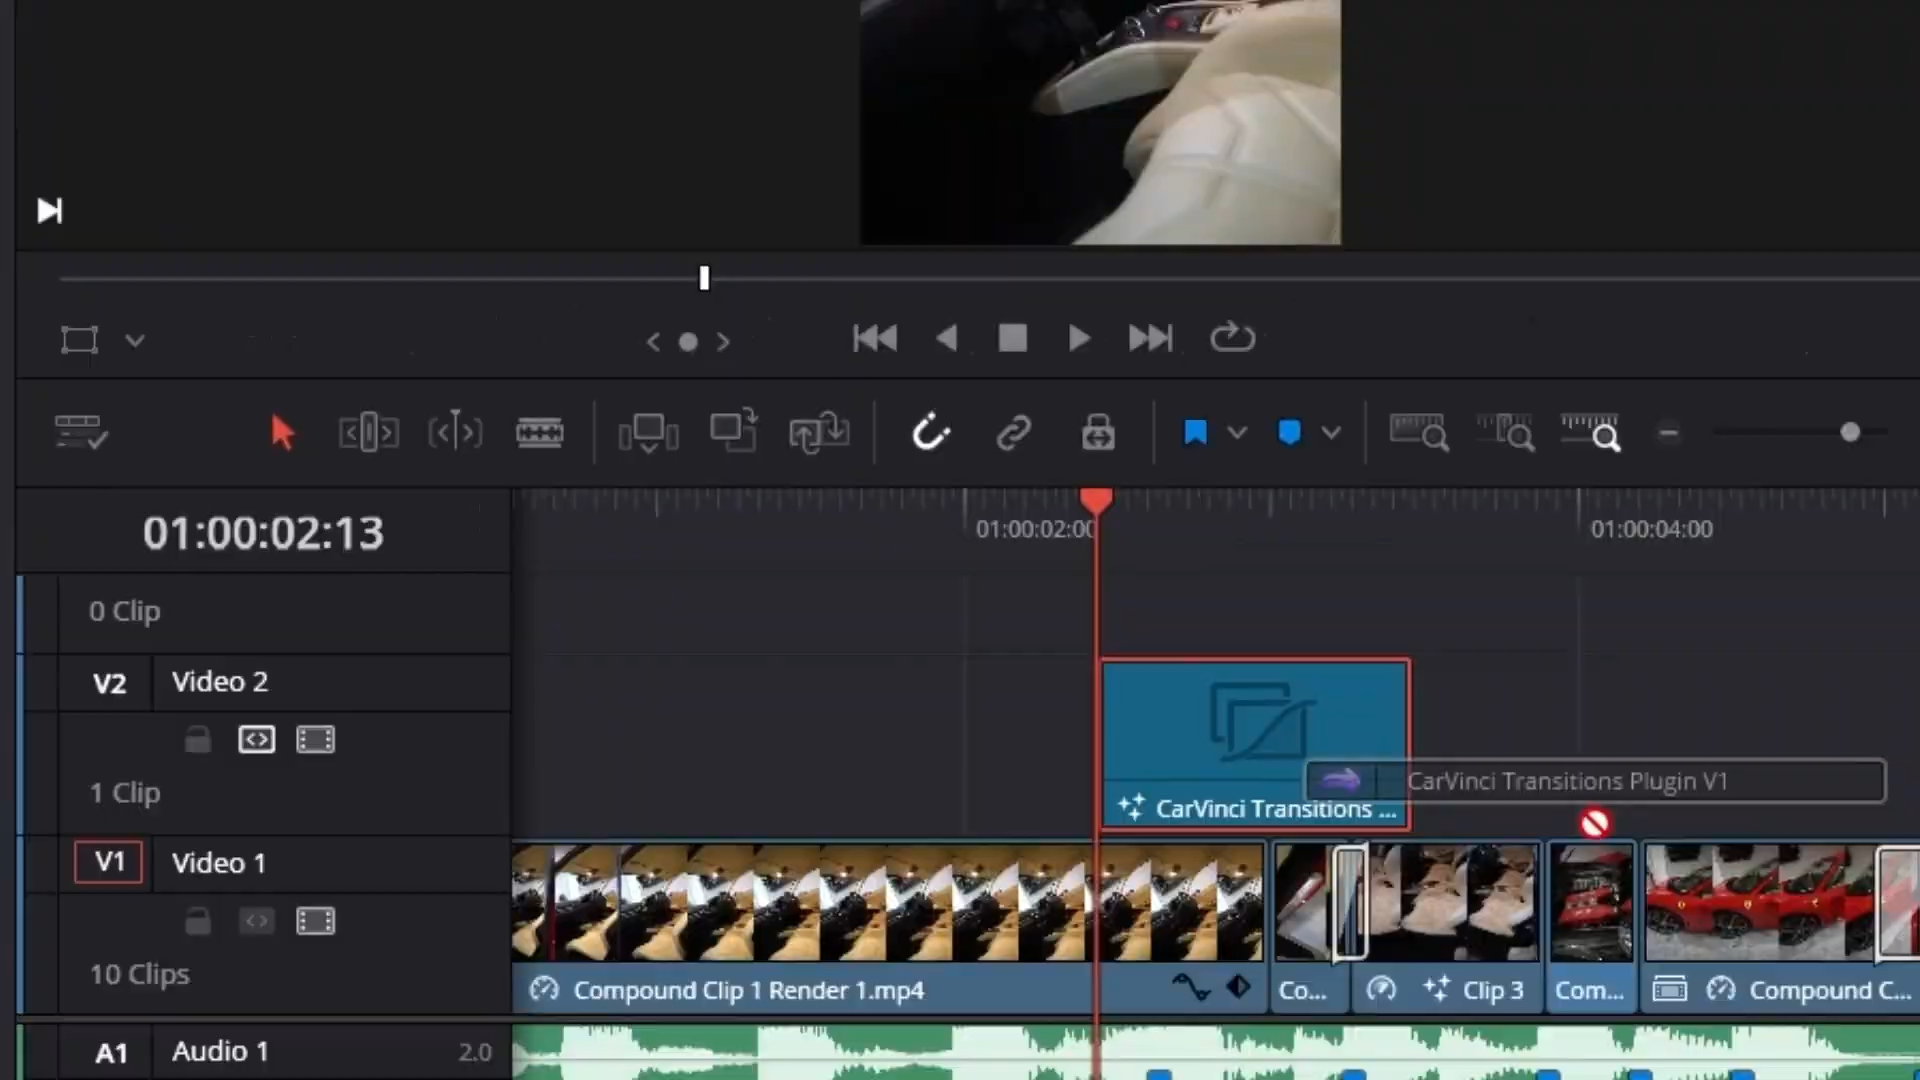 01:00:02:13
01:00:02:00
01:00:04:00
0 Clip
V2 Video 2
1 Clip
CarVinci Transitions Plugin V1
CarVinci Transitions ...
V1 Video 1
10 Clips
Compound Clip 1 Render 1.mp4
Co...
Clip 3
Com...
Compound C...
A1 Audio 1 2.0